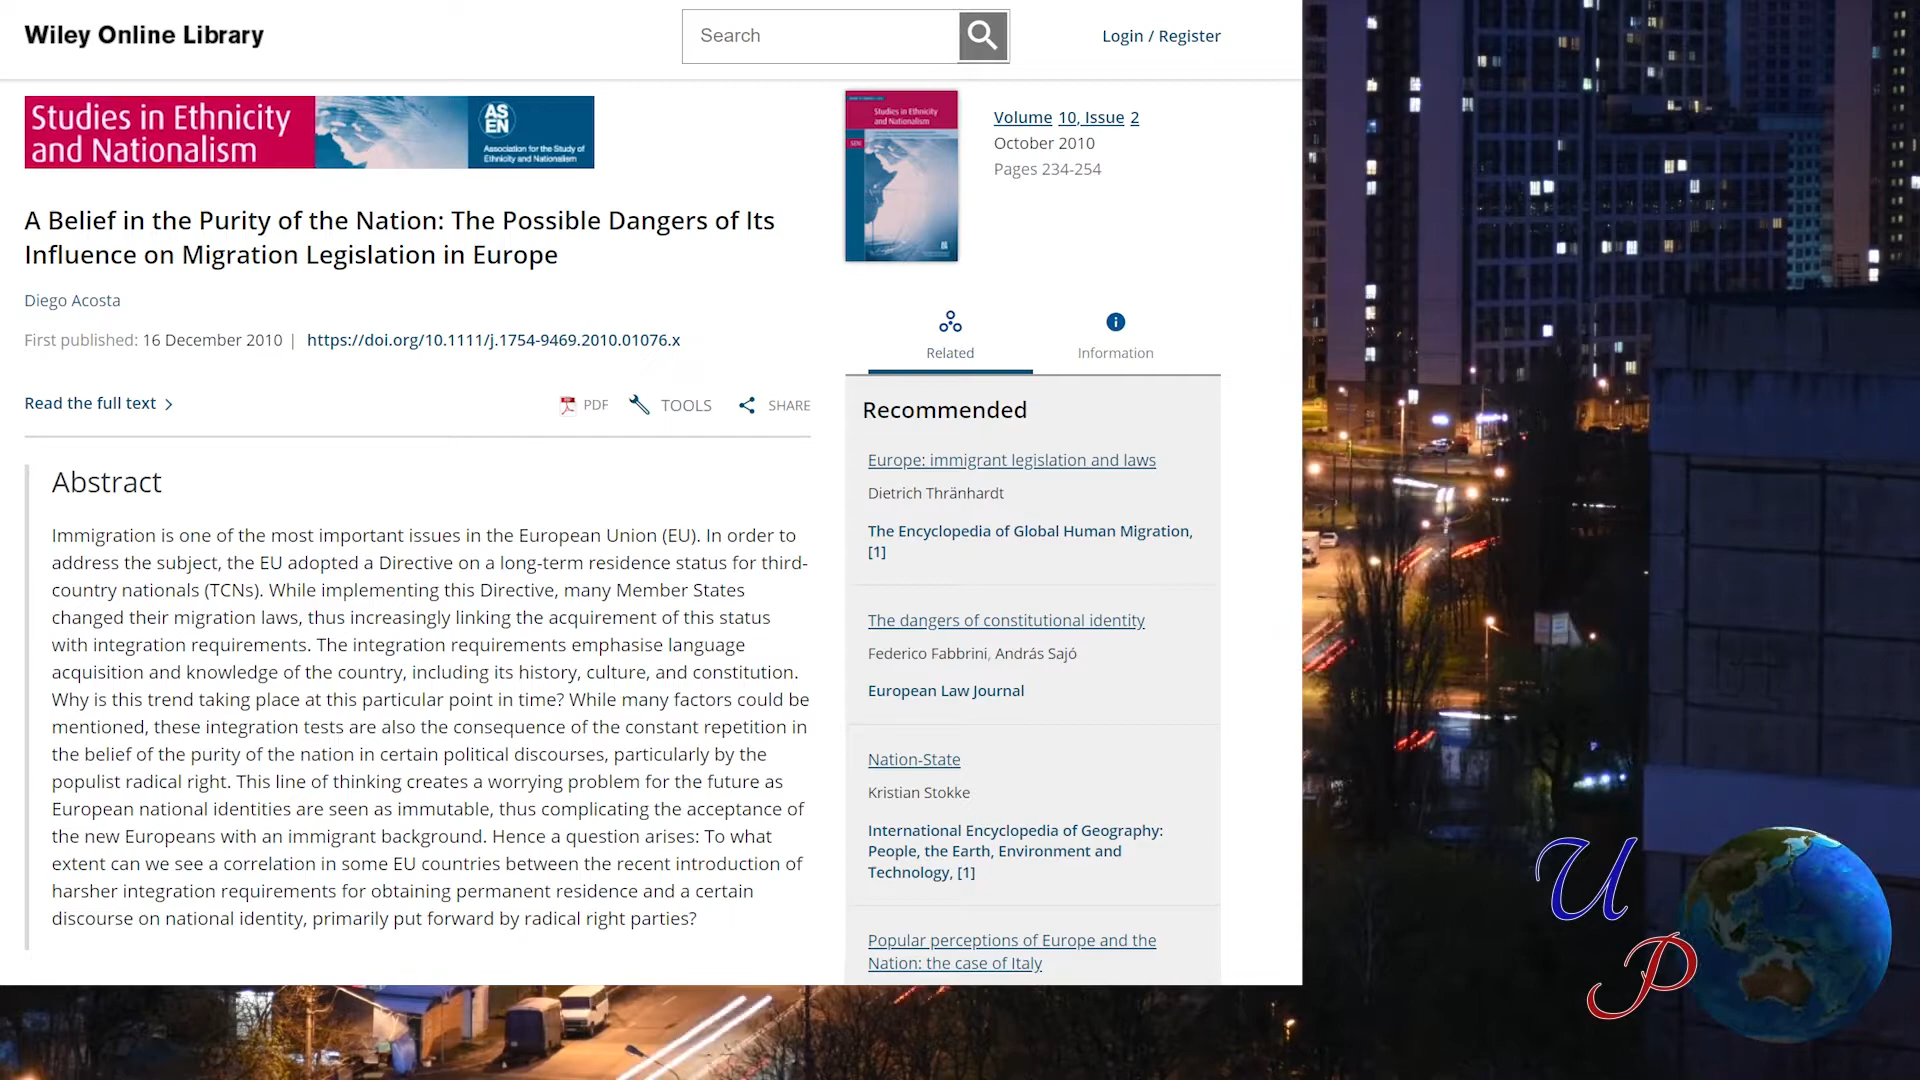 Wiley Online Library
Search
Login / Register
Studies in Ethnicity
and Nationalism
AS
EN
Association for the Study of
Ethnicity and Nationalism
A Belief in the Purity of the Nation: The Possible Dangers of Its
Influence on Migration Legislation in Europe
Diego Acosta
First published: 16 December 2010 | https://doi.org/10.1111/j.1754-9469.2010.01076.x
Read the full text
PDF
TOOLS
SHARE
Abstract
Immigration is one of the most important issues in the European Union (EU). In order to
address the subject, the EU adopted a Directive on a long-term residence status for third-
country nationals (TCNs). While implementing this Directive, many Member States
changed their migration laws, thus increasingly linking the acquirement of this status
with integration requirements. The integration requirements emphasise language
acquisition and knowledge of the country, including its history, culture, and constitution.
Why is this trend taking place at this particular point in time? While many factors could be
mentioned, these integration tests are also the consequence of the constant repetition in
the belief of the purity of the nation in certain political discourses, particularly by the
populist radical right. This line of thinking creates a worrying problem for the future as
European national identities are seen as immutable, thus complicating the acceptance of
the new Europeans with an immigrant background. Hence a question arises: To what
extent can we see a correlation in some EU countries between the recent introduction of
harsher integration requirements for obtaining permanent residence and a certain
discourse on national identity, primarily put forward by radical right parties?
Studies in Ethnicity
and Nationalism
SEN
Volume 10, Issue 2
October 2010
Pages 234-254
Related
Information
Recommended
Europe: immigrant legislation and laws
Dietrich Thränhardt
The Encyclopedia of Global Human Migration,
[1]
The dangers of constitutional identity
Federico Fabbrini, András Sajó
European Law Journal
Nation-State
Kristian Stokke
International Encyclopedia of Geography:
People, the Earth, Environment and
Technology, [1]
Popular perceptions of Europe and the
Nation: the case of Italy
U
P